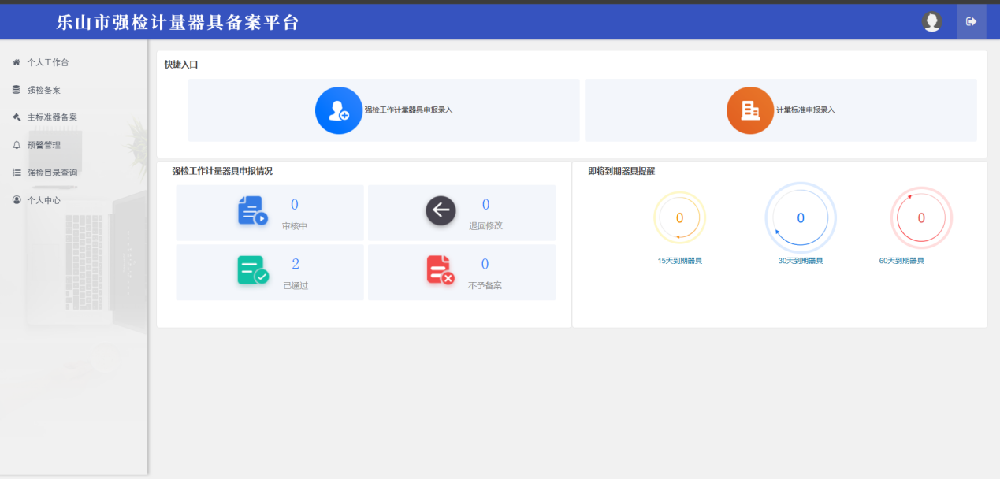 乐山市强检计量器具备案平台
个人工作台
强检备案
主标准器备案
预警管理
强检目录查询
个人中心
快捷入口
强检工作计量器具申报录入
计量标准申报录入
强检工作计量器具申报情况
0
审核中
0
退回修改
2
已通过
0
不予备案
即将到期器具提醒
0
15天到期器具
0
30天到期器具
0
60天到期器具